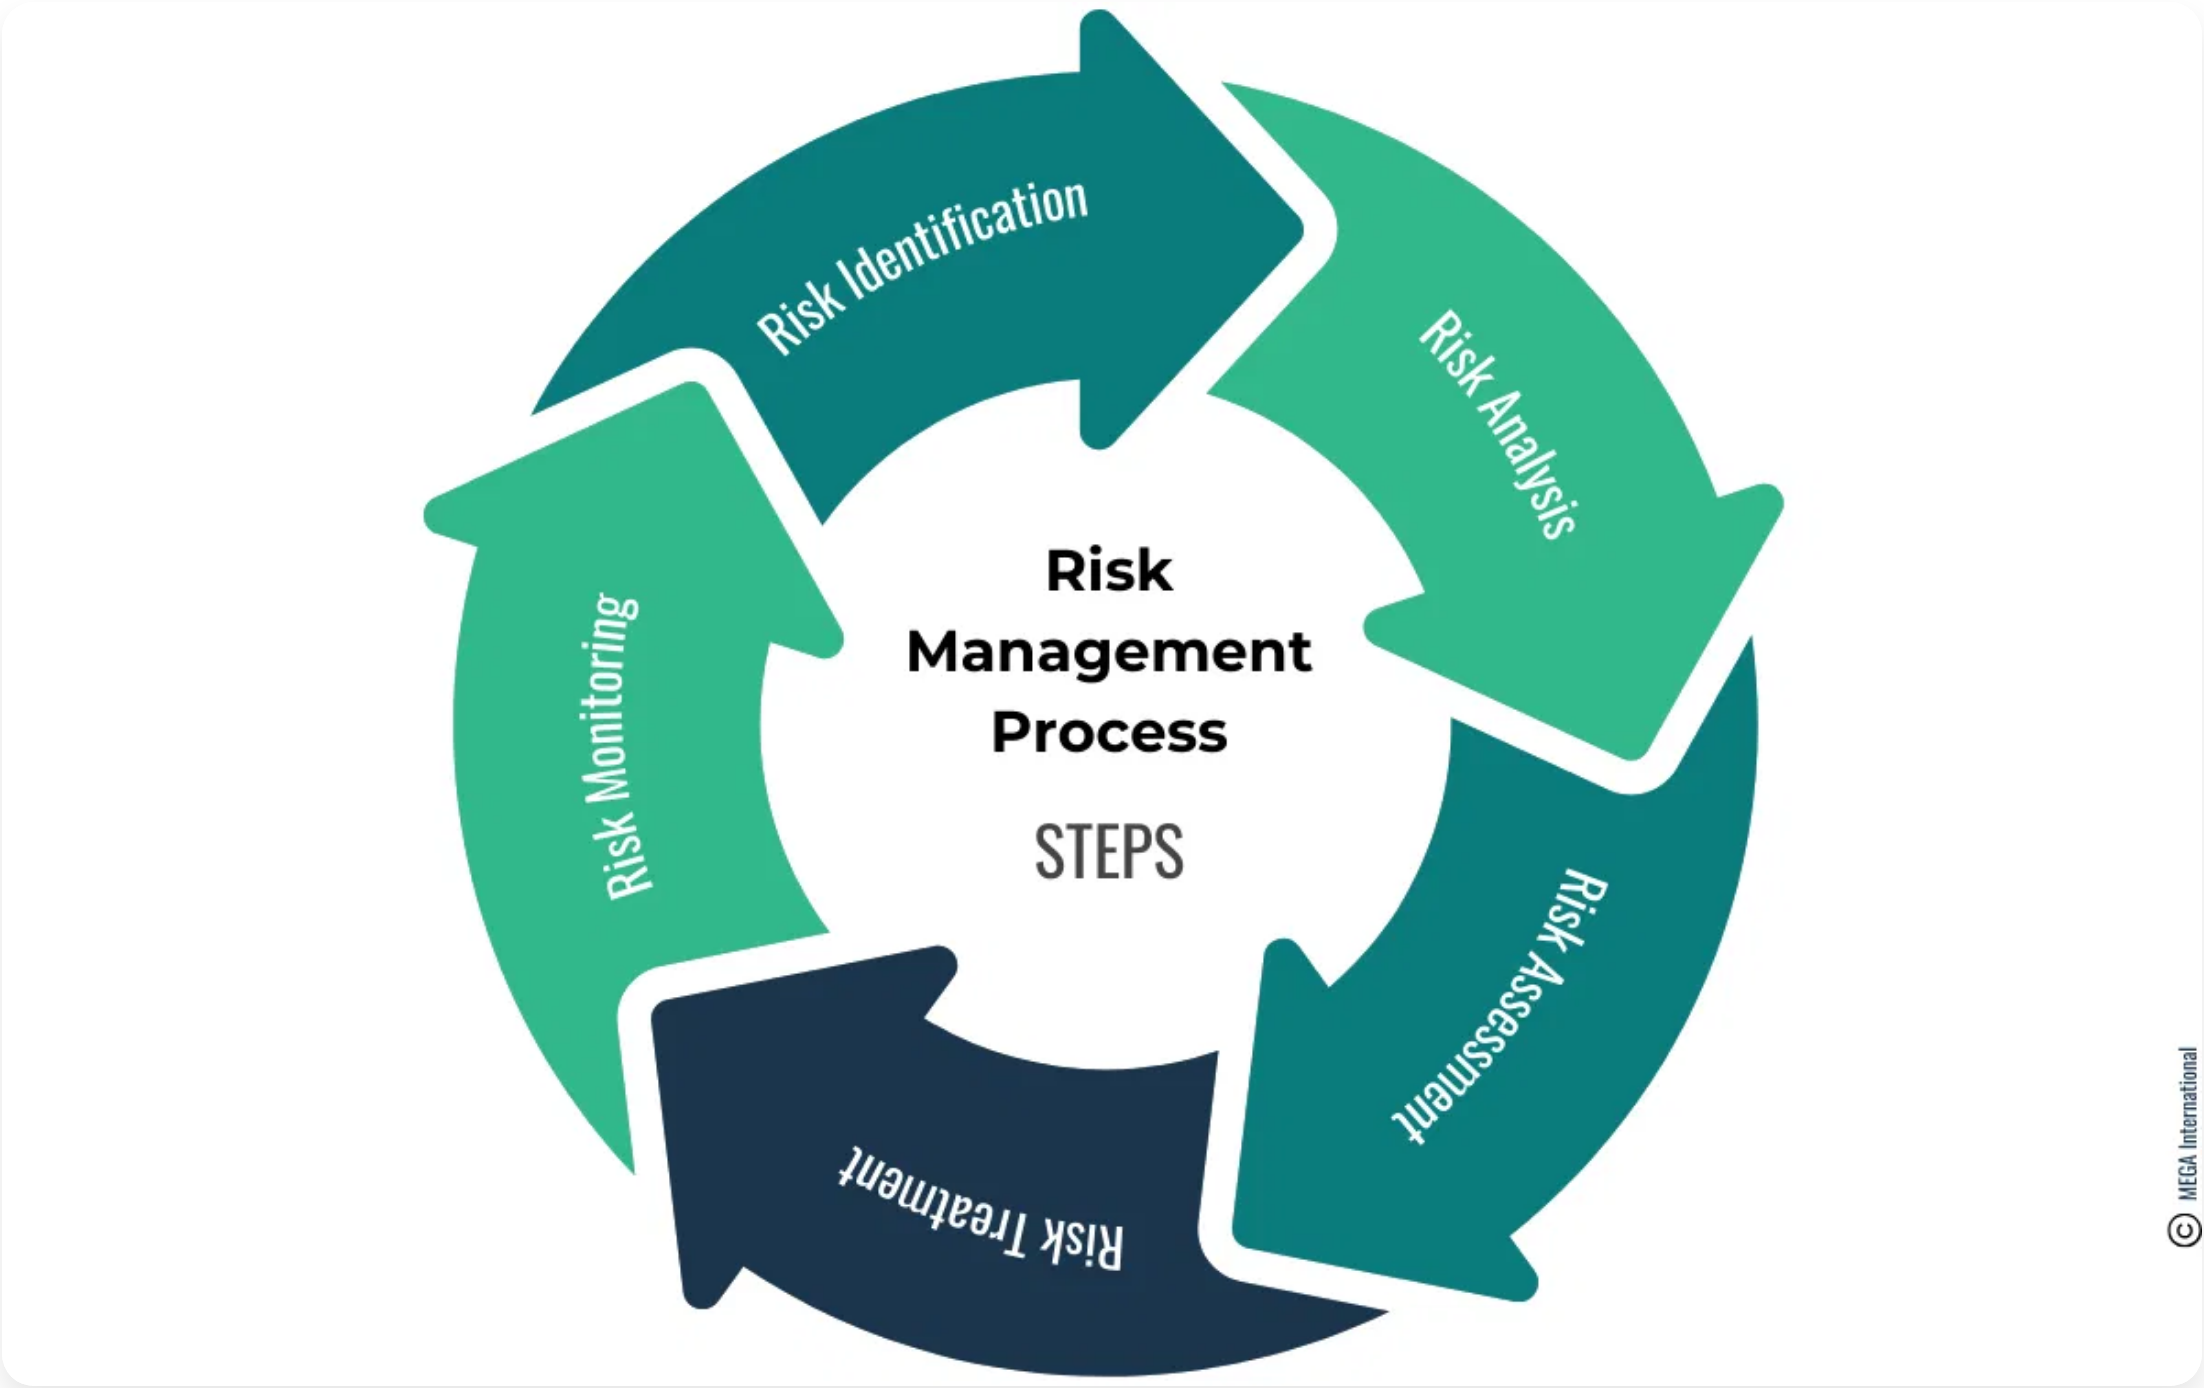 Risk Identification
Risk Analysis
Risk Assessment
Risk Treatment
Risk Monitoring
Risk
Management
Process
STEPS
© MEGA International